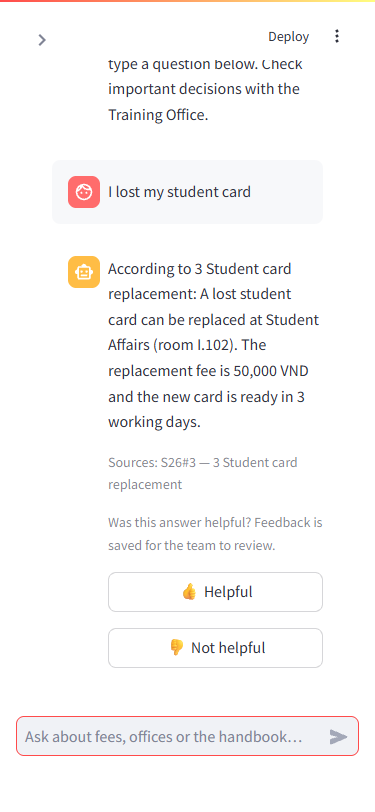 Deploy
type a question below. Check
important decisions with the
Training Office.
I lost my student card
According to 3 Student card
replacement: A lost student
card can be replaced at Student
Affairs (room I.102). The
replacement fee is 50,000 VND
and the new card is ready in 3
working days.
Sources: S26#3 — 3 Student card
replacement
Was this answer helpful? Feedback is
saved for the team to review.
👍 Helpful
👎 Not helpful
Ask about fees, offices or the handbook…